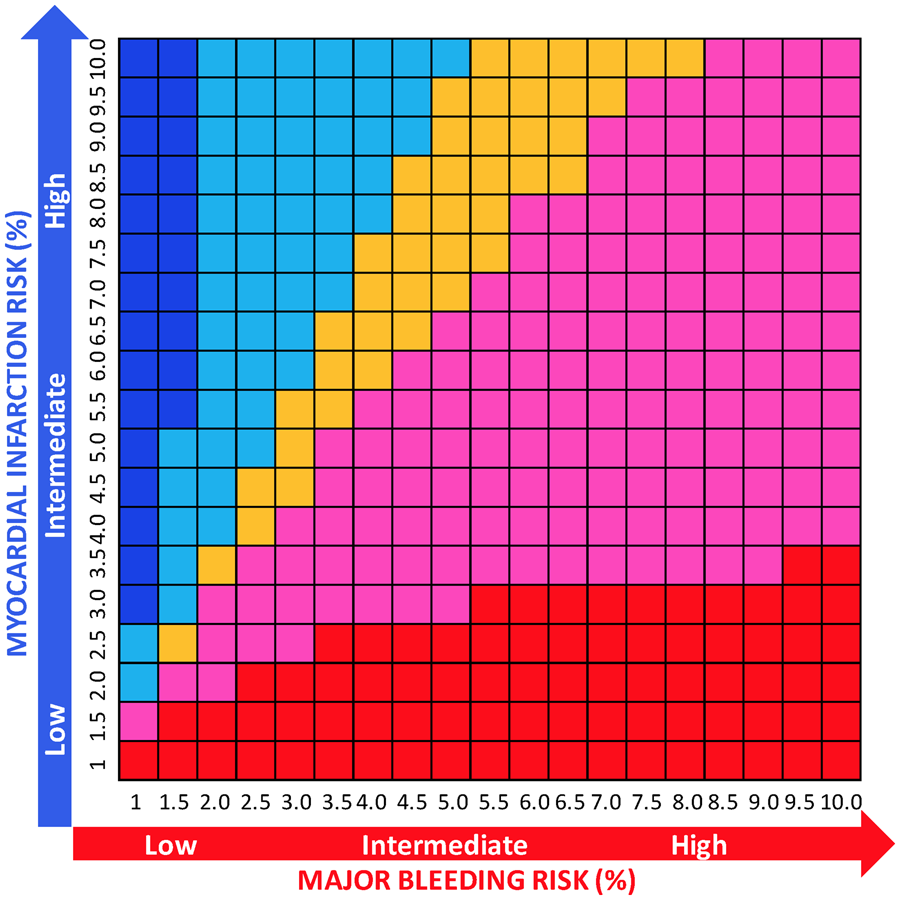 MYOCARDIAL INFARCTION RISK (%)
High
Intermediate
Low
10.0
9.5
9.0
8.5
8.0
7.5
7.0
6.5
6.0
5.5
5.0
4.5
4.0
3.5
3.0
2.5
2.0
1.5
1
1 1.5 2.0 2.5 3.0 3.5 4.0 4.5 5.0 5.5 6.0 6.5 7.0 7.5 8.0 8.5 9.0 9.5 10.0
Low Intermediate High
MAJOR BLEEDING RISK (%)